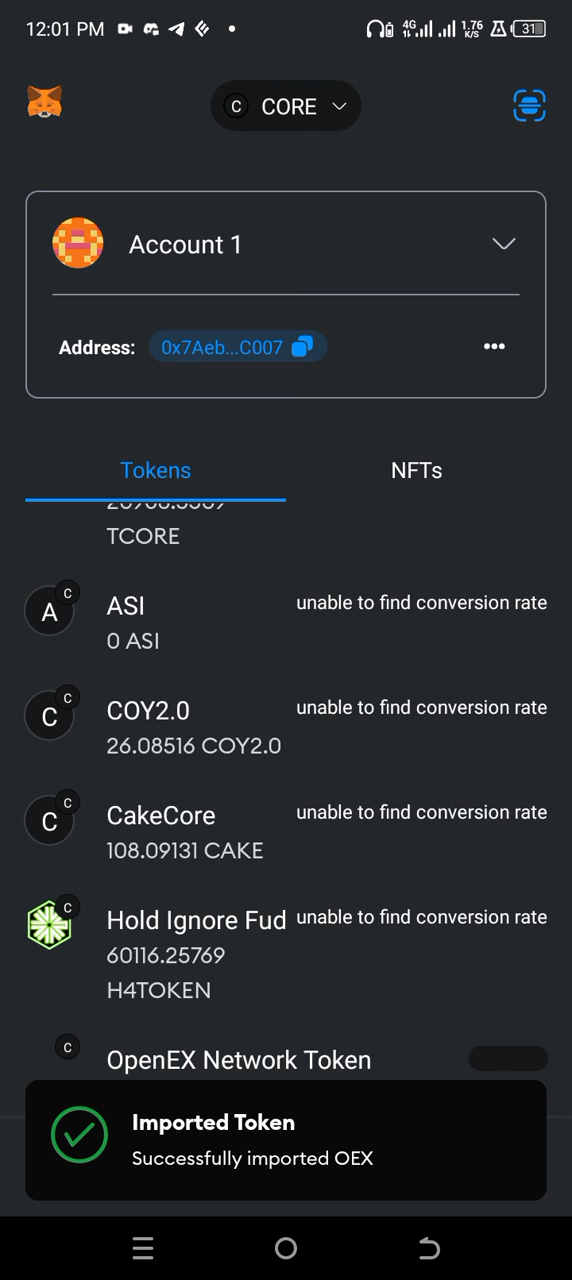 12:01 PM
4G
1.76
K/S
31
C CORE
Account 1
Address: 0x7Aeb...C007
Tokens
NFTs
TCORE
A C
ASI
unable to find conversion rate
0 ASI
C C
COY2.0
unable to find conversion rate
26.08516 COY2.0
C C
CakeCore
unable to find conversion rate
108.09131 CAKE
C
Hold Ignore Fud
unable to find conversion rate
60116.25769
H4TOKEN
C
OpenEX Network Token
Imported Token
Successfully imported OEX